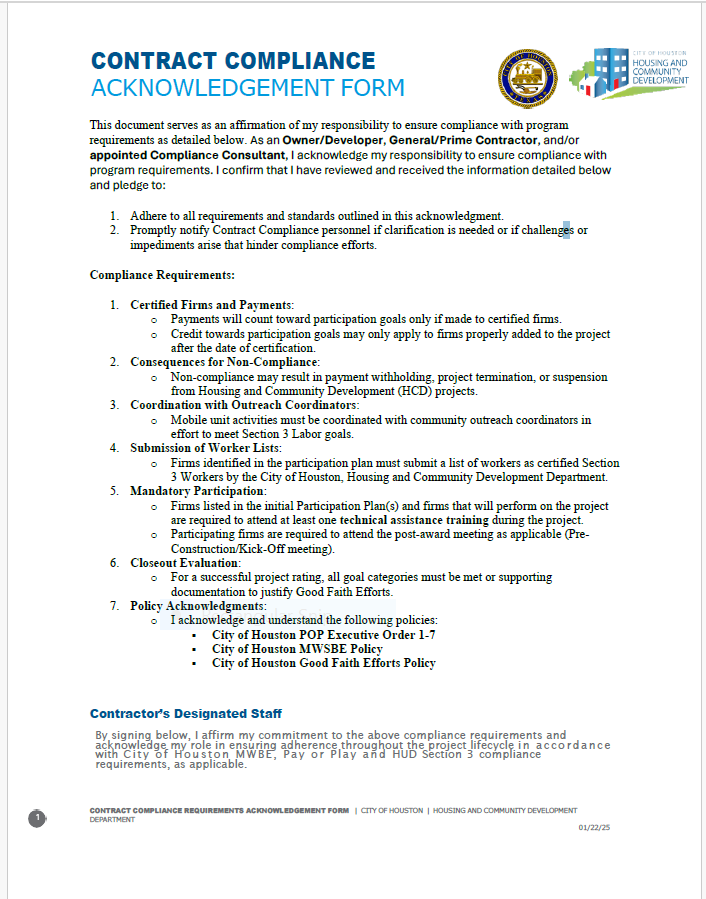 CONTRACT COMPLIANCE
ACKNOWLEDGEMENT FORM
CITY OF HOUSTON
HOUSING AND
COMMUNITY
DEVELOPMENT
This document serves as an affirmation of my responsibility to ensure compliance with program
requirements as detailed below. As an Owner/Developer, General/Prime Contractor, and/or
appointed Compliance Consultant, I acknowledge my responsibility to ensure compliance with
program requirements. I confirm that I have reviewed and received the information detailed below
and pledge to:
1. Adhere to all requirements and standards outlined in this acknowledgment.
2. Promptly notify Contract Compliance personnel if clarification is needed or if challenges or
impediments arise that hinder compliance efforts.
Compliance Requirements:
1. Certified Firms and Payments:
o Payments will count toward participation goals only if made to certified firms.
o Credit towards participation goals may only apply to firms properly added to the project
after the date of certification.
2. Consequences for Non-Compliance:
o Non-compliance may result in payment withholding, project termination, or suspension
from Housing and Community Development (HCD) projects.
3. Coordination with Outreach Coordinators:
o Mobile unit activities must be coordinated with community outreach coordinators in
effort to meet Section 3 Labor goals.
4. Submission of Worker Lists:
o Firms identified in the participation plan must submit a list of workers as certified Section
3 Workers by the City of Houston, Housing and Community Development Department.
5. Mandatory Participation:
o Firms listed in the initial Participation Plan(s) and firms that will perform on the project
are required to attend at least one technical assistance training during the project.
o Participating firms are required to attend the post-award meeting as applicable (Pre-
Construction/Kick-Off meeting).
6. Closeout Evaluation:
o For a successful project rating, all goal categories must be met or supporting
documentation to justify Good Faith Efforts.
7. Policy Acknowledgments:
o I acknowledge and understand the following policies:
▪ City of Houston POP Executive Order 1-7
▪ City of Houston MWSBE Policy
▪ City of Houston Good Faith Efforts Policy
Contractor's Designated Staff
By signing below, I affirm my commitment to the above compliance requirements and
acknowledge my role in ensuring adherence throughout the project lifecycle in accordance
with City of Houston MWBE, Pay or Play and HUD Section 3 compliance
requirements, as applicable.
1
CONTRACT COMPLIANCE REQUIREMENTS ACKNOWLEDGEMENT FORM | CITY OF HOUSTON | HOUSING AND COMMUNITY DEVELOPMENT
DEPARTMENT
01/22/25